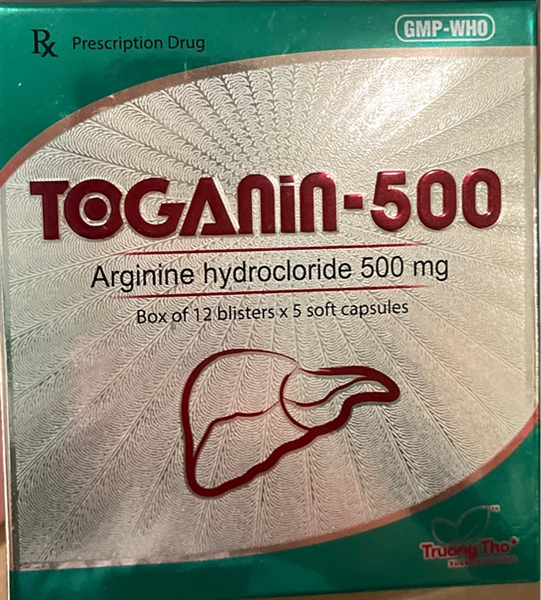 Rx Prescription Drug
GMP-WHO
TOGANIN-500
Arginine hydrocloride 500 mg
Box of 12 blisters x 5 soft capsules
Truong Tho+